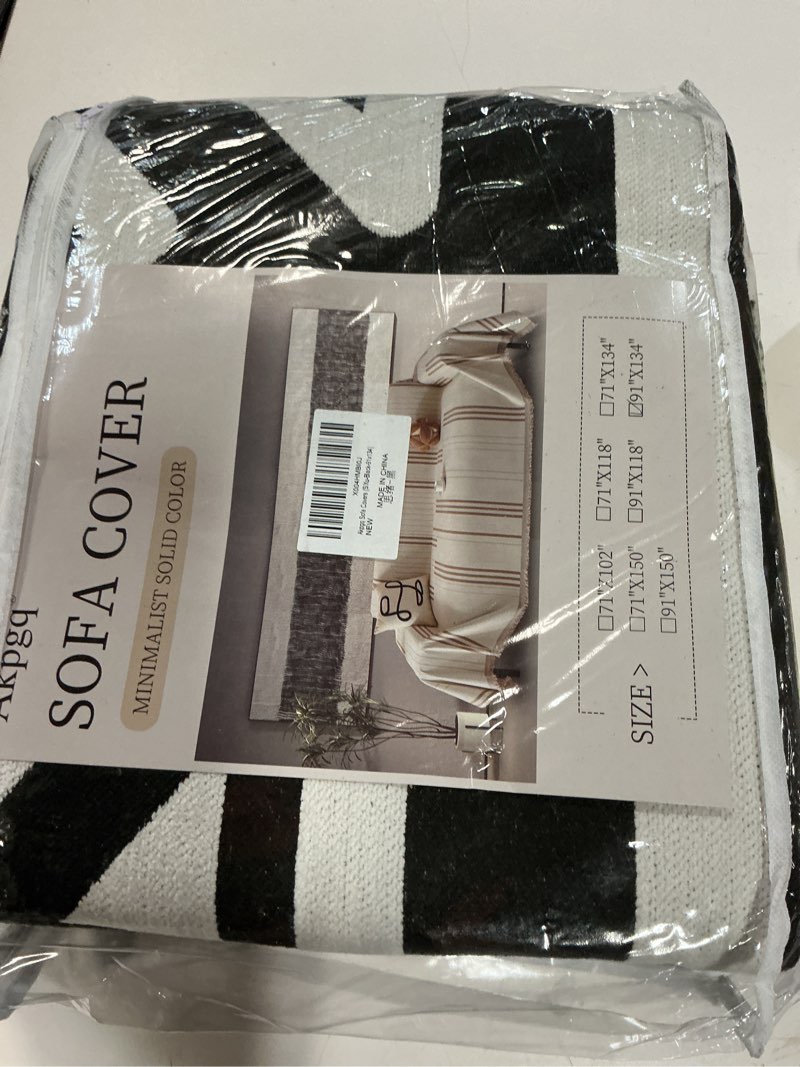 Akpgq
SOFA COVER
MINIMALIST SOLID COLOR
NEW
MADE IN CHINA
SIZE >
☐71"X102" ☐71"X118" ☐71"X134"
☐71"X150" ☐91"X118" ☑91"X134"
☐91"X150"